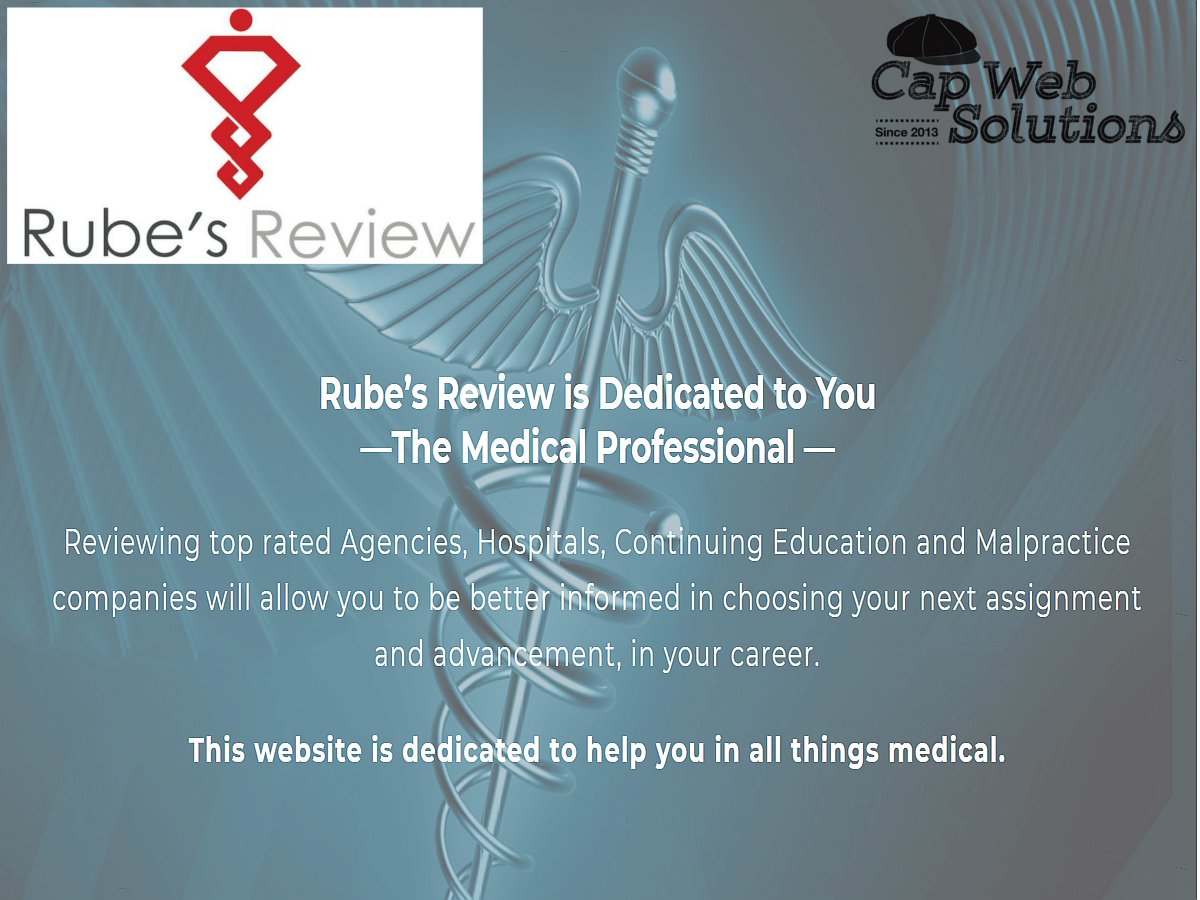 Rube's Review
Cap Web
Since 2013 Solutions
Rube's Review is Dedicated to You
—The Medical Professional —
Reviewing top rated Agencies, Hospitals, Continuing Education and Malpractice
companies will allow you to be better informed in choosing your next assignment
and advancement, in your career.
This website is dedicated to help you in all things medical.